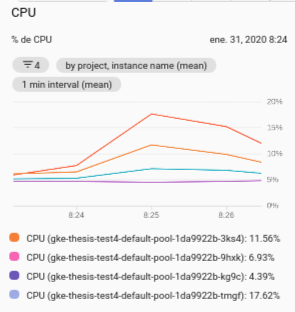 CPU
% de CPU
ene. 31, 2020 8:24
4
by project, instance name (mean)
1 min interval (mean)
20%
15%
10%
5%
0%
8:24
8:25
8:26
CPU (gke-thesis-test4-default-pool-1da9922b-3ks4): 11.56%
CPU (gke-thesis-test4-default-pool-1da9922b-9hxk): 6.93%
CPU (gke-thesis-test4-default-pool-1da9922b-kg9c): 4.39%
CPU (gke-thesis-test4-default-pool-1da9922b-tmgf): 17.62%